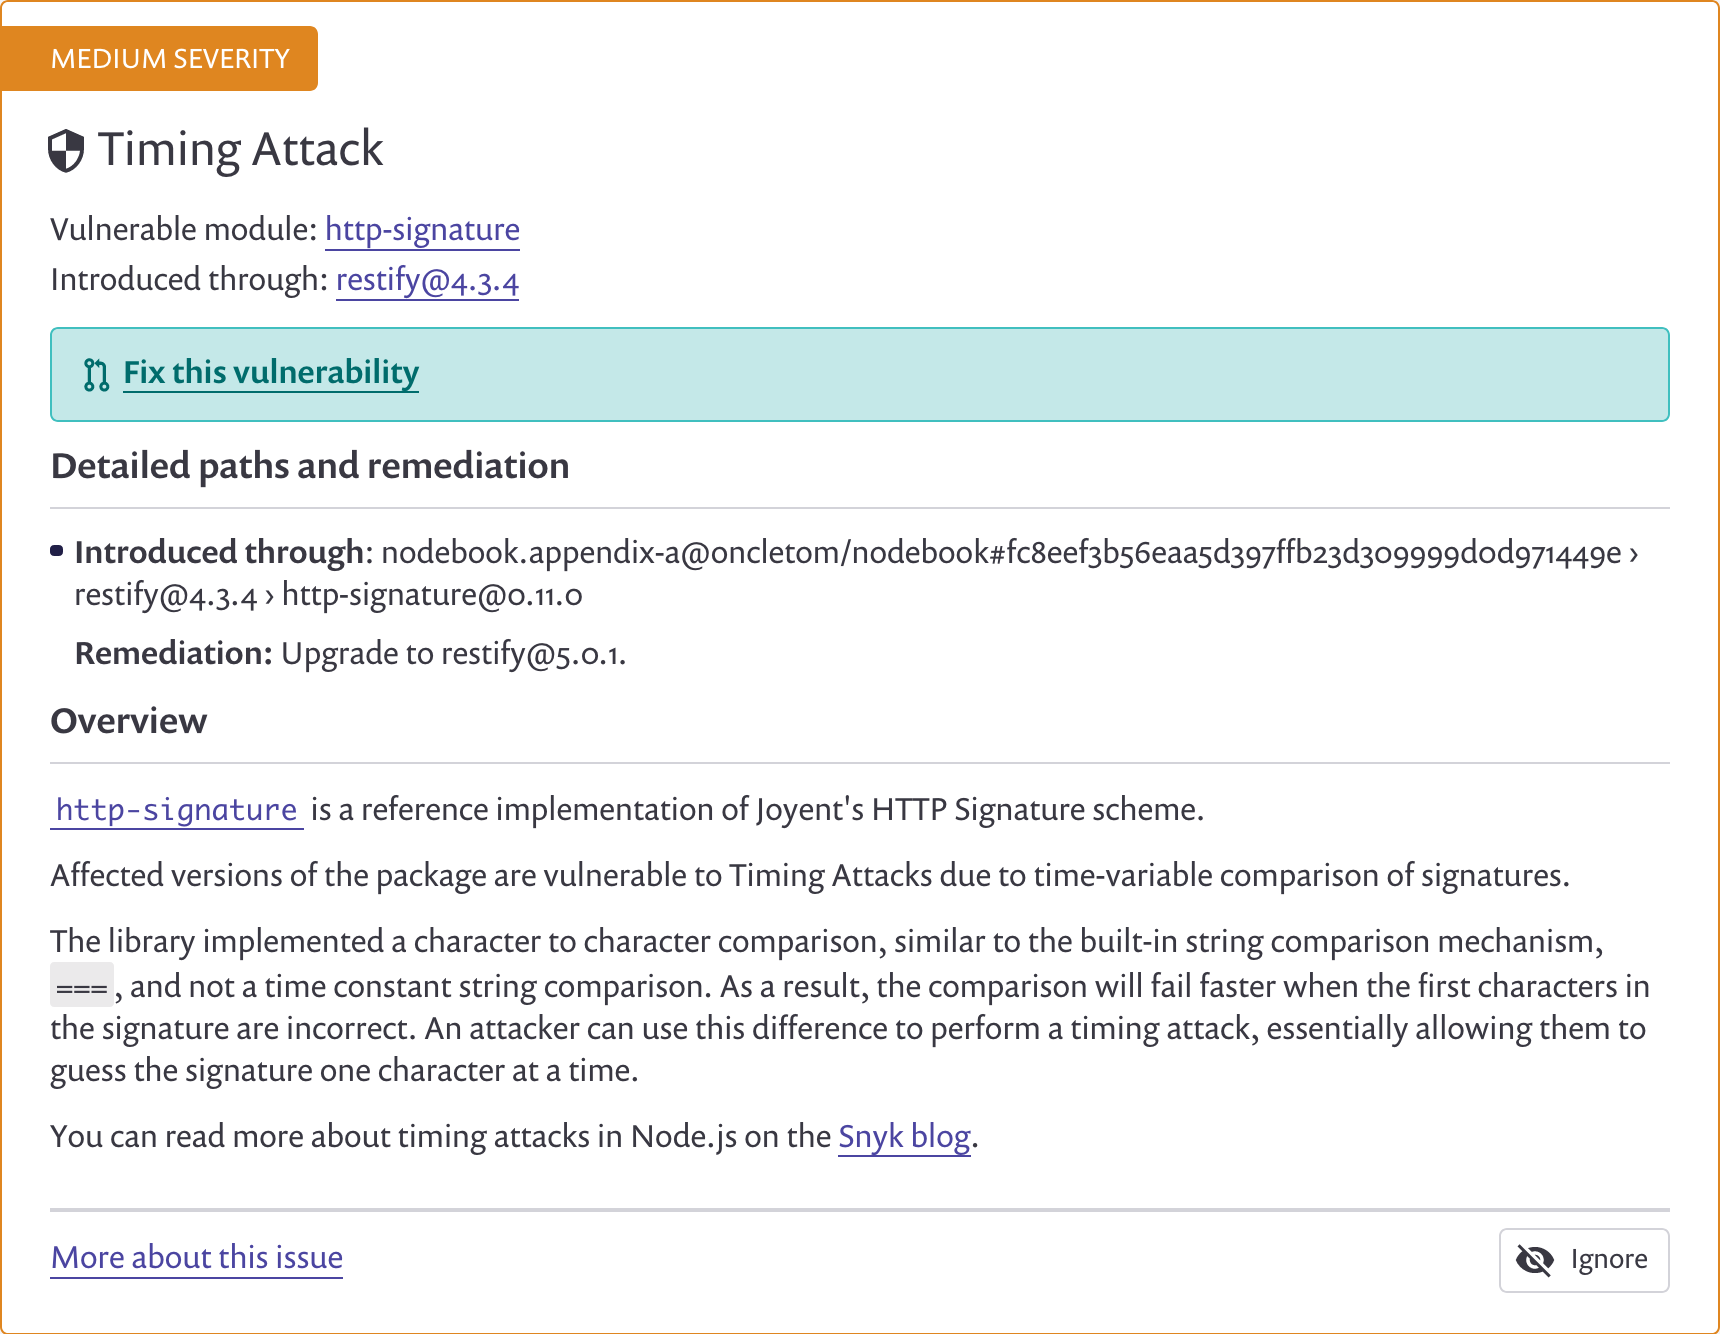 MEDIUM SEVERITY
Timing Attack
Vulnerable module: http-signature
Introduced through: restify@4.3.4
Fix this vulnerability
Detailed paths and remediation
Introduced through: nodebook.appendix-a@oncletom/nodebook#fc8eef3b56eaa5d397ffb23d309999d0d971449e ›
restify@4.3.4 › http-signature@0.11.0
Remediation: Upgrade to restify@5.0.1.
Overview
http-signature is a reference implementation of Joyent's HTTP Signature scheme.
Affected versions of the package are vulnerable to Timing Attacks due to time-variable comparison of signatures.
The library implemented a character to character comparison, similar to the built-in string comparison mechanism,
===, and not a time constant string comparison. As a result, the comparison will fail faster when the first characters in
the signature are incorrect. An attacker can use this difference to perform a timing attack, essentially allowing them to
guess the signature one character at a time.
You can read more about timing attacks in Node.js on the Snyk blog.
More about this issue
Ignore